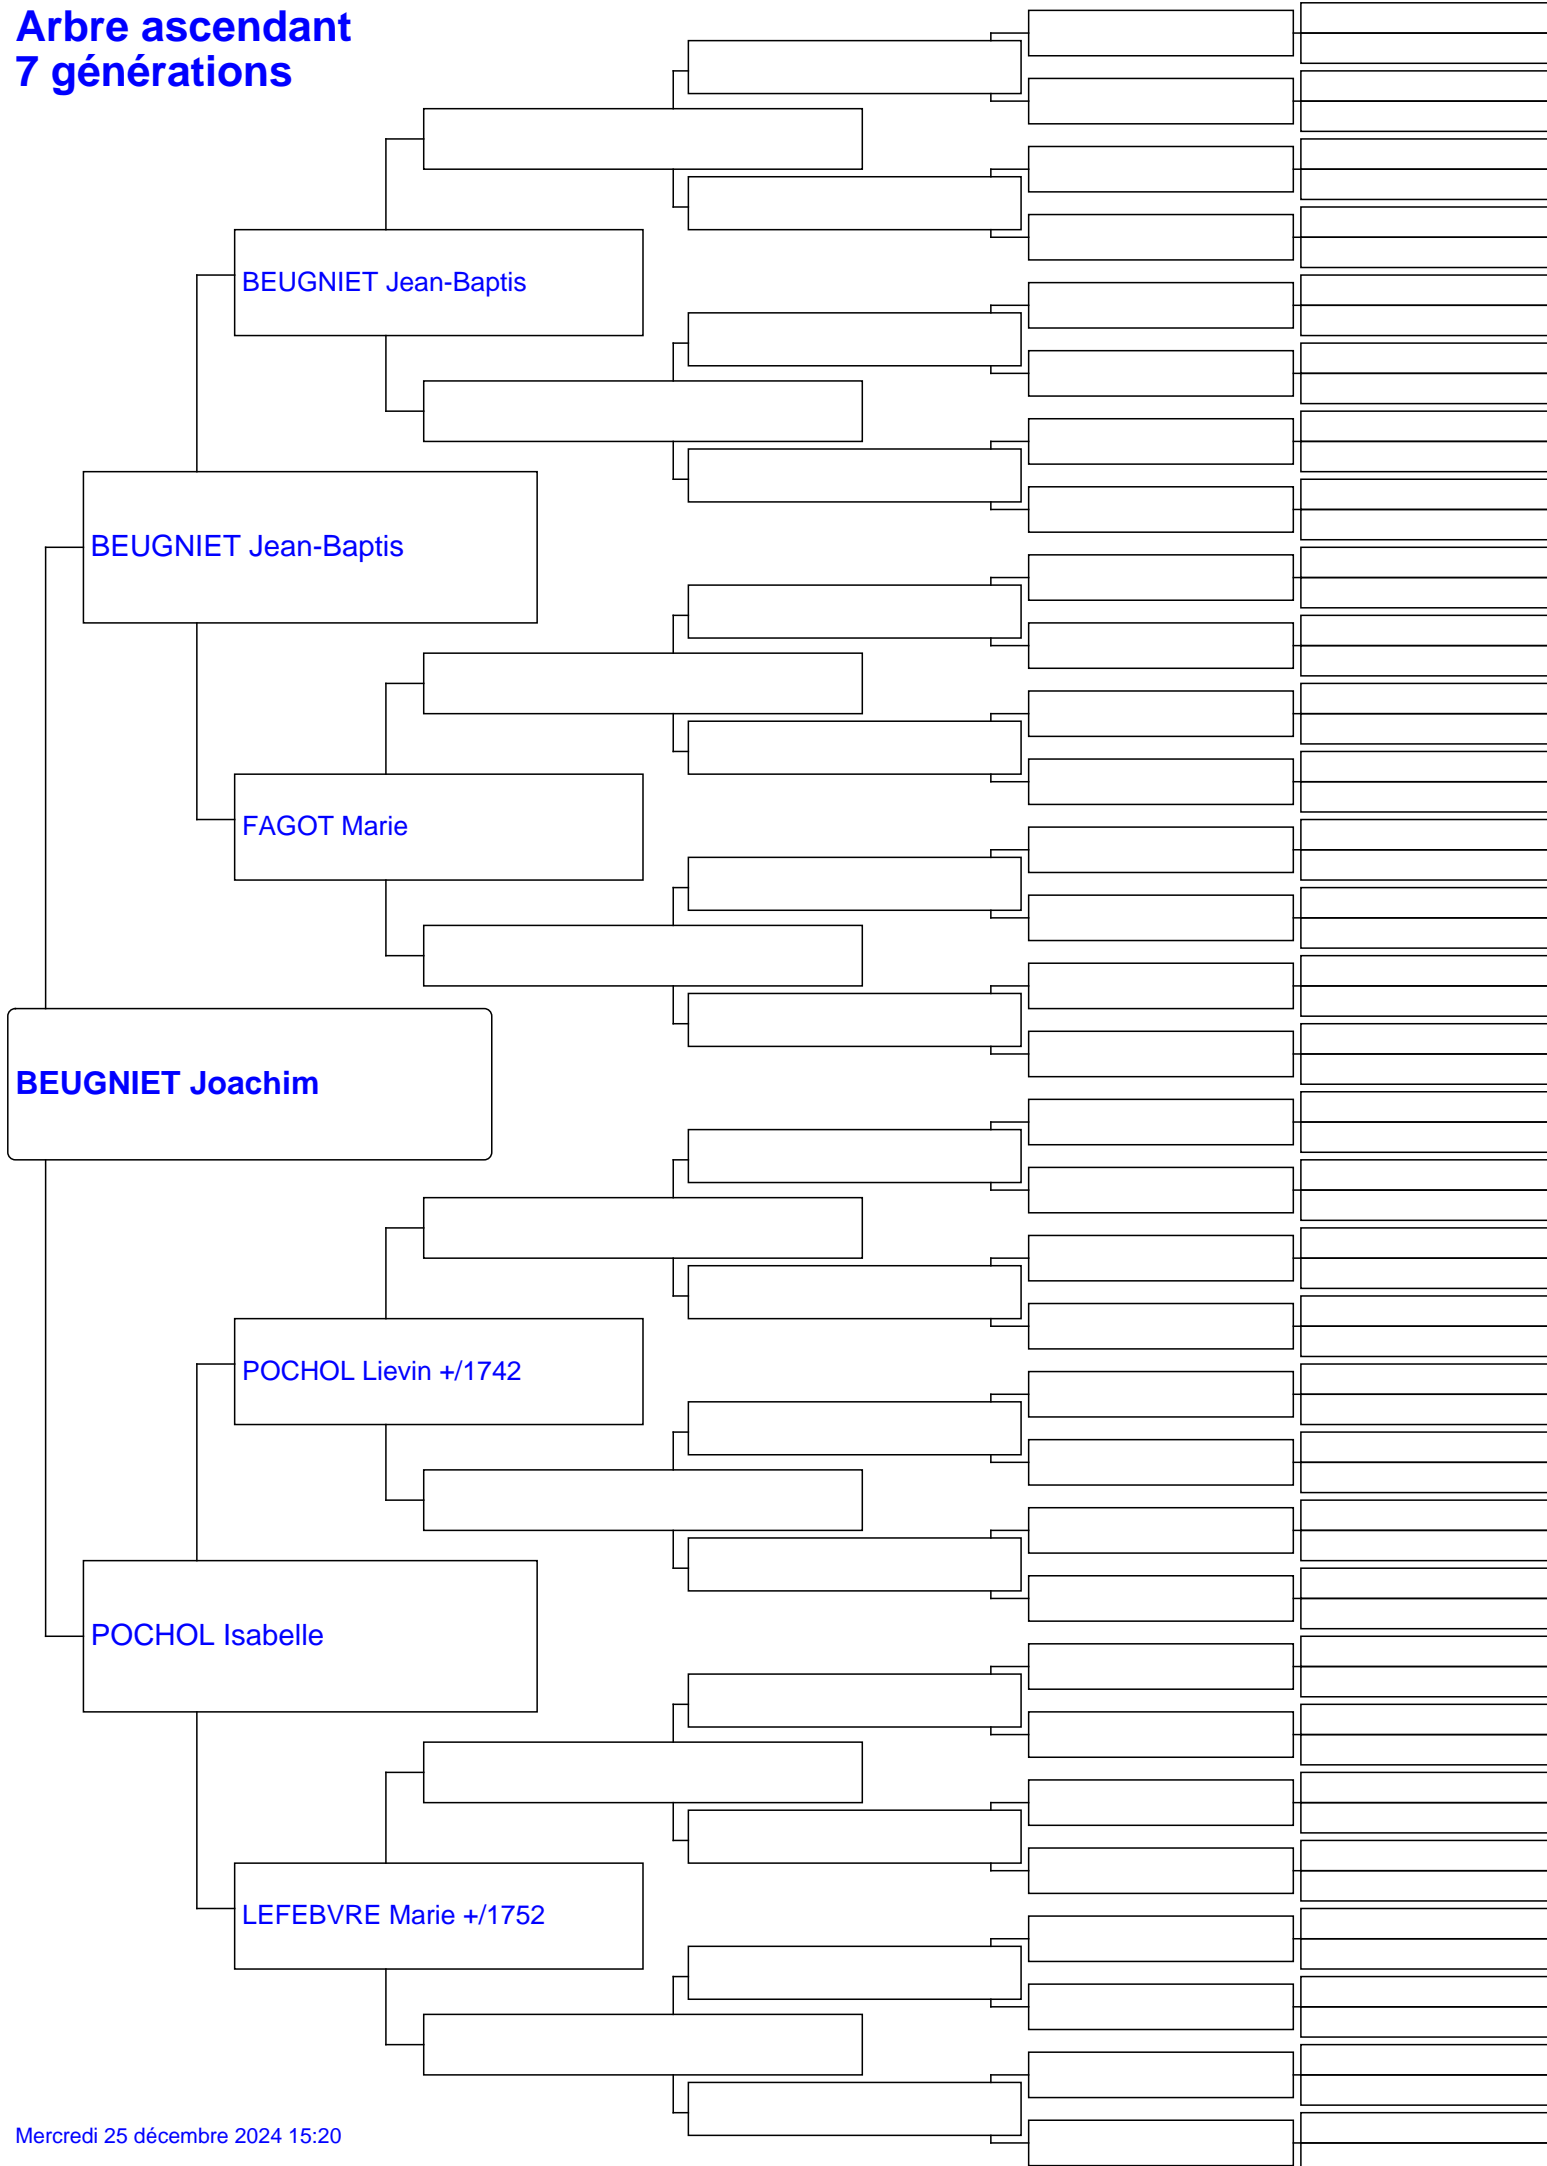 Arbre ascendant
7 générations
BEUGNIET Jean-Baptis
BEUGNIET Jean-Baptis
FAGOT Marie
BEUGNIET Joachim
POCHOL Lievin +/1742
POCHOL Isabelle
LEFEBVRE Marie +/1752
Mercredi 25 décembre 2024 15:20